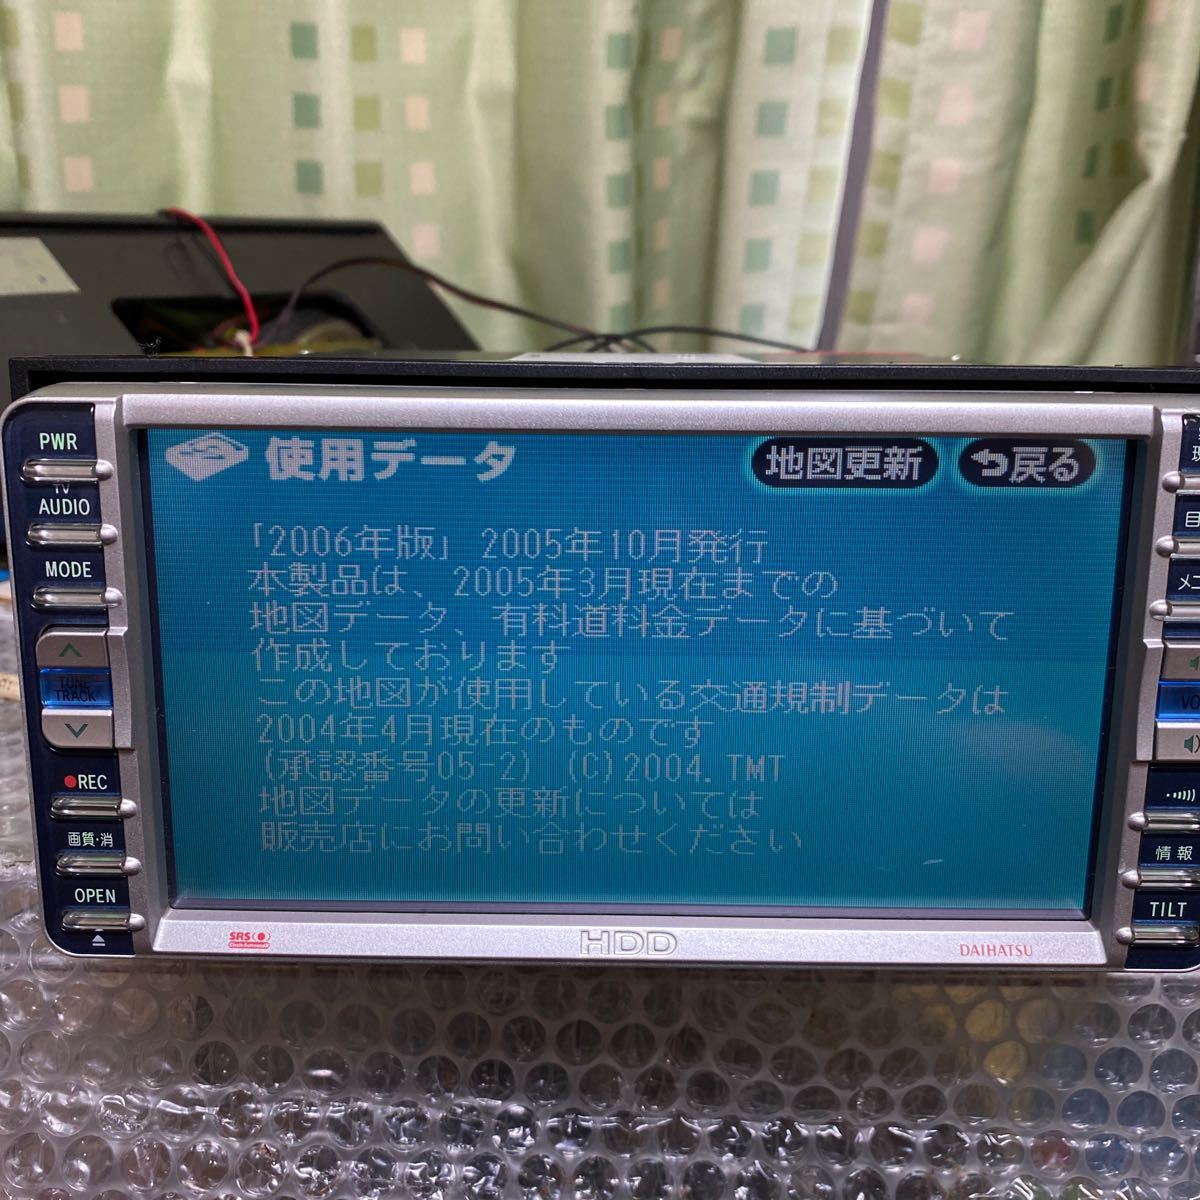 PWR
TV
AUDIO
MODE
TUNE
TRACK
REC
画質・消
OPEN
使用データ
地図更新
戻る
「2006年版」 2005年10月発行
本製品は、2005年3月現在までの
地図データ、有料道路料金データに基づいて
作成しております
この地図が使用している交通規制データは
2004年4月現在のものです
(承認番号05-2) (C)2004.TMT
地図データの更新については
販売店にお問い合わせください
現
目
メニ
VO
情報
TILT
SRS
HDD
DAIHATSU